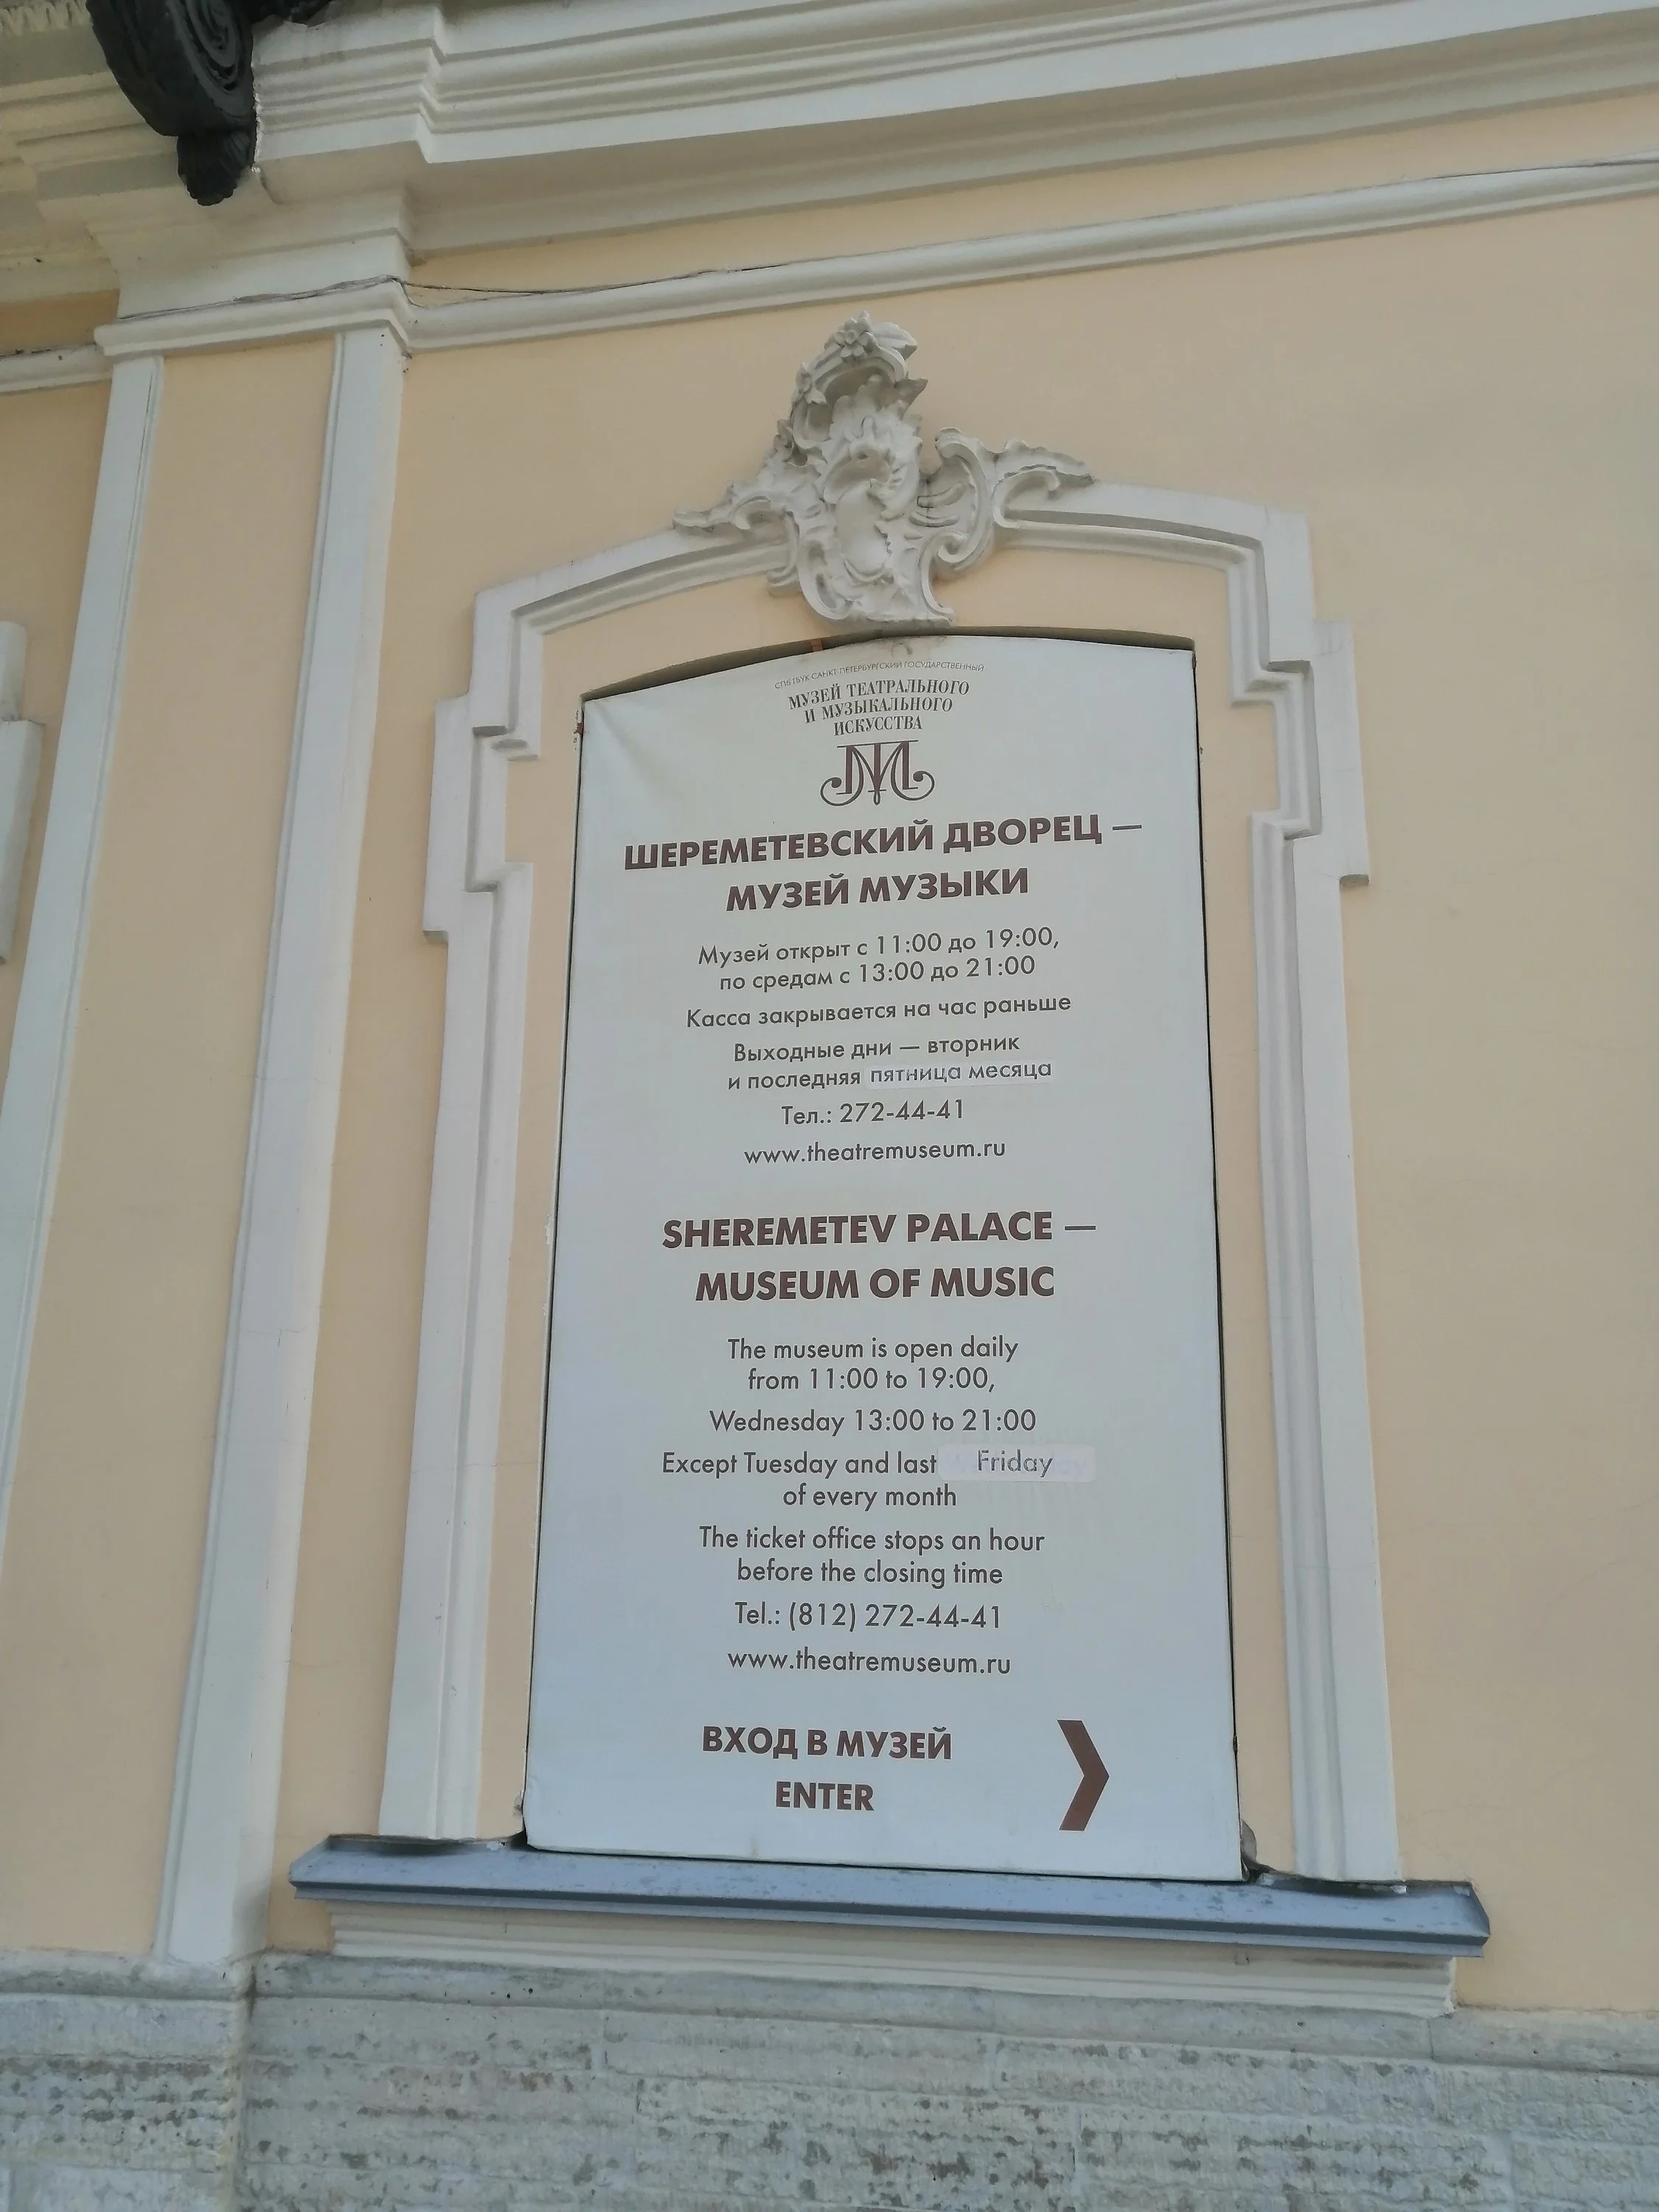 СПБ ГБУК САНКТ-ПЕТЕРБУРГСКИЙ ГОСУДАРСТВЕННЫЙ
МУЗЕЙ ТЕАТРАЛЬНОГО
И МУЗЫКАЛЬНОГО
ИСКУССТВА
ШЕРЕМЕТЕВСКИЙ ДВОРЕЦ —
МУЗЕЙ МУЗЫКИ
Музей открыт с 11:00 до 19:00,
по средам с 13:00 до 21:00
Касса закрывается на час раньше
Выходные дни — вторник
и последняя пятница месяца
Тел.: 272-44-41
www.theatremuseum.ru
SHEREMETEV PALACE —
MUSEUM OF MUSIC
The museum is open daily
from 11:00 to 19:00,
Wednesday 13:00 to 21:00
Except Tuesday and last Friday
of every month
The ticket office stops an hour
before the closing time
Tel.: (812) 272-44-41
www.theatremuseum.ru
ВХОД В МУЗЕЙ
ENTER